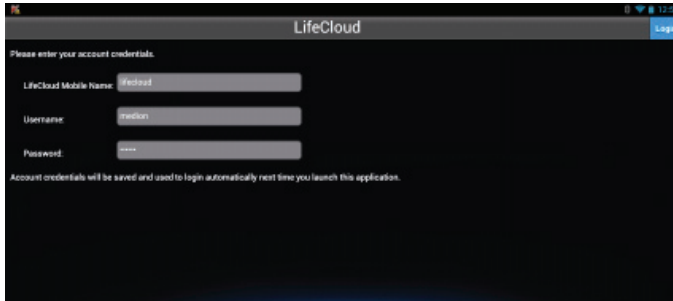 LifeCloud
Please enter your account credentials.
LifeCloud Mobile Name: lifecloud
Username: medion
Password: ····
Account credentials will be saved and used to login automatically next time you launch this application.